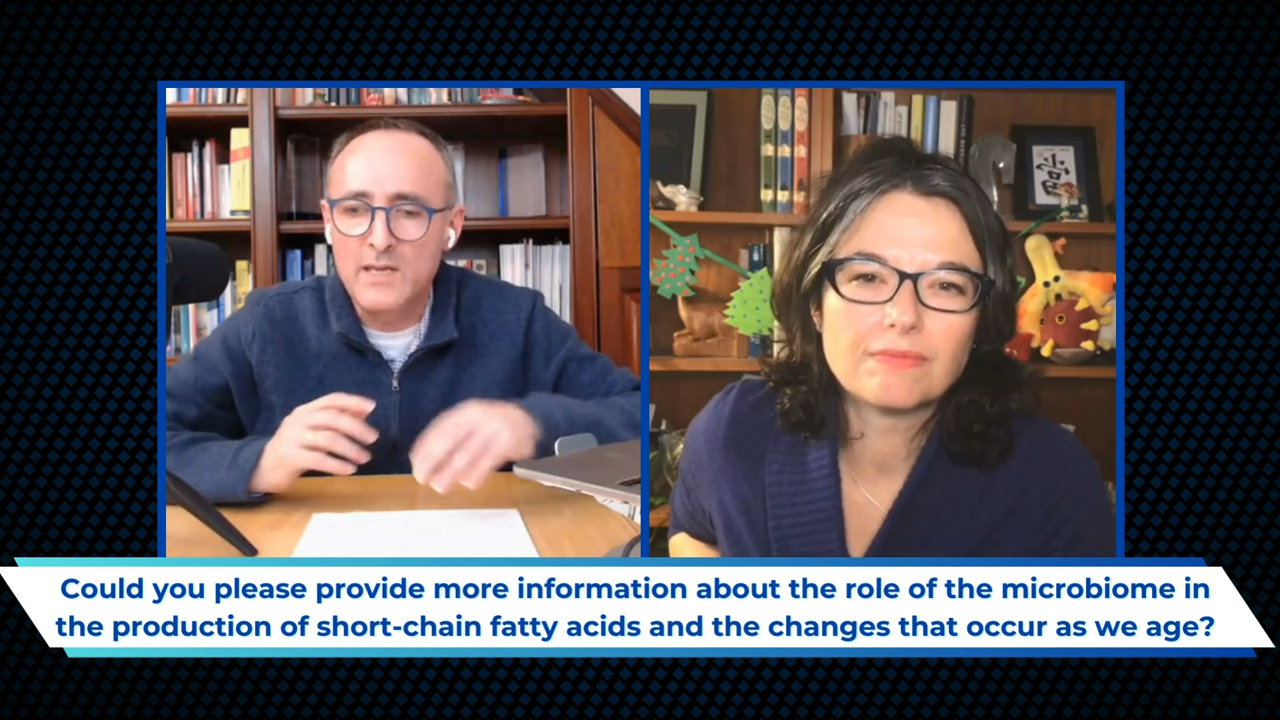 Could you please provide more information about the role of the microbiome in
the production of short-chain fatty acids and the changes that occur as we age?